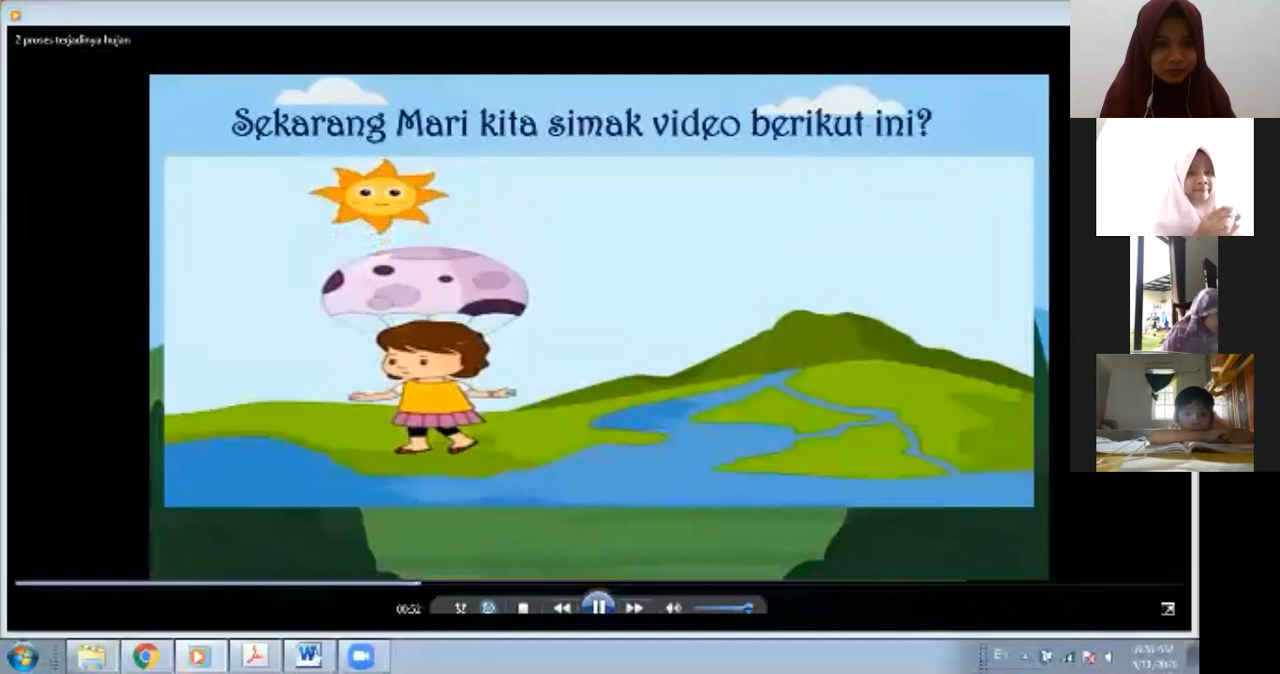 2 proses terjadinya hujan
Sekarang Mari kita simak video berikut ini?
00:52